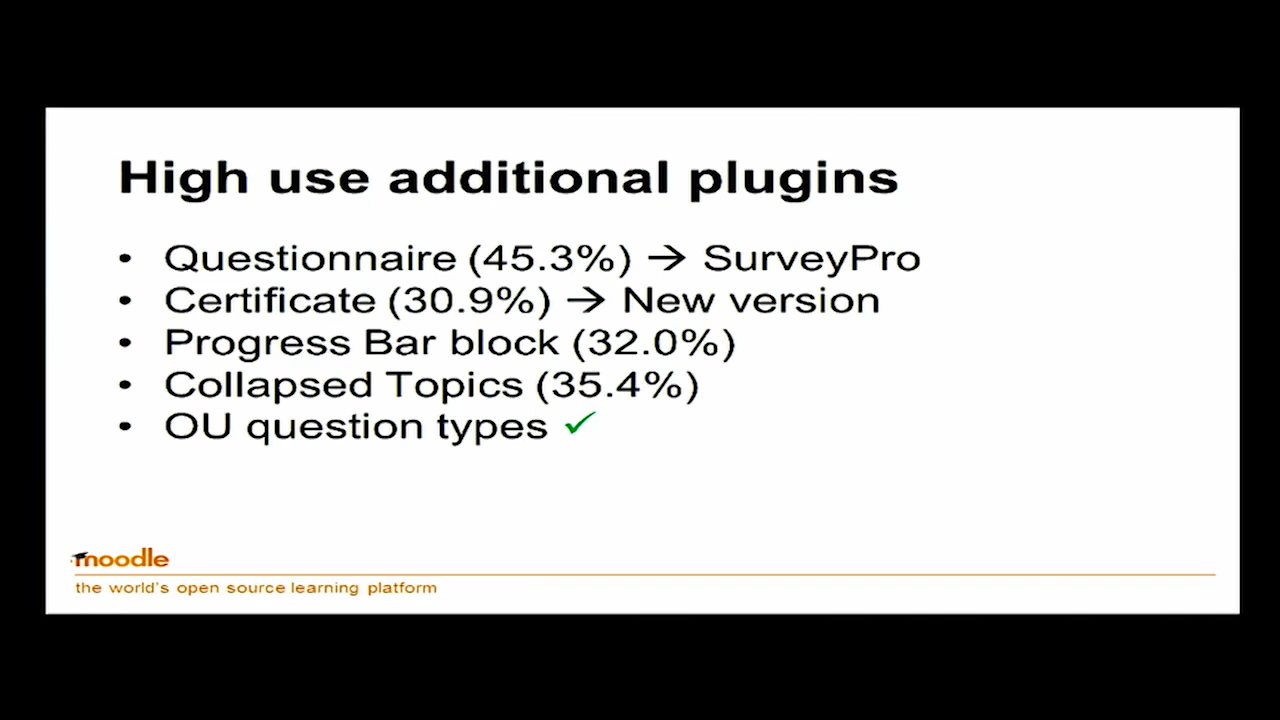 High use additional plugins
• Questionnaire (45.3%) → SurveyPro
• Certificate (30.9%) → New version
• Progress Bar block (32.0%)
• Collapsed Topics (35.4%)
• OU question types ✓
moodle
the world's open source learning platform